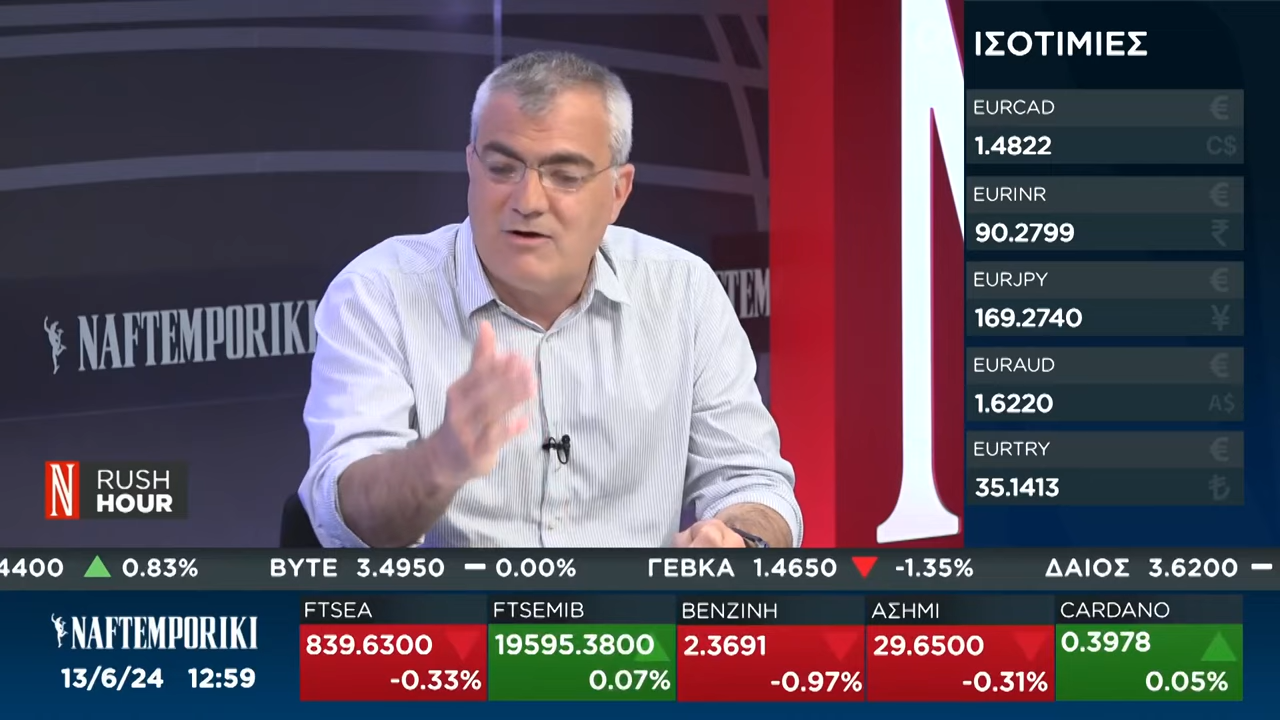 ΙΣΟΤΙΜΙΕΣ
EURCAD €
1.4822 C$
EURINR €
90.2799 ₹
EURJPY €
169.2740 ¥
EURAUD €
1.6220 A$
EURTRY €
35.1413 ₺
NAFTEMPORIKI
TEM
N RUSH
HOUR
4400 0.83% BYTE 3.4950 0.00% ΓΕΒΚΑ 1.4650 -1.35% ΔΑΙΟΣ 3.6200
NAFTEMPORIKI
13/6/24 12:59
FTSEA
839.6300
-0.33%
FTSEMIB
19595.3800
0.07%
ΒΕΝΖΙΝΗ
2.3691
-0.97%
ΑΣΗΜΙ
29.6500
-0.31%
CARDANO
0.3978
0.05%